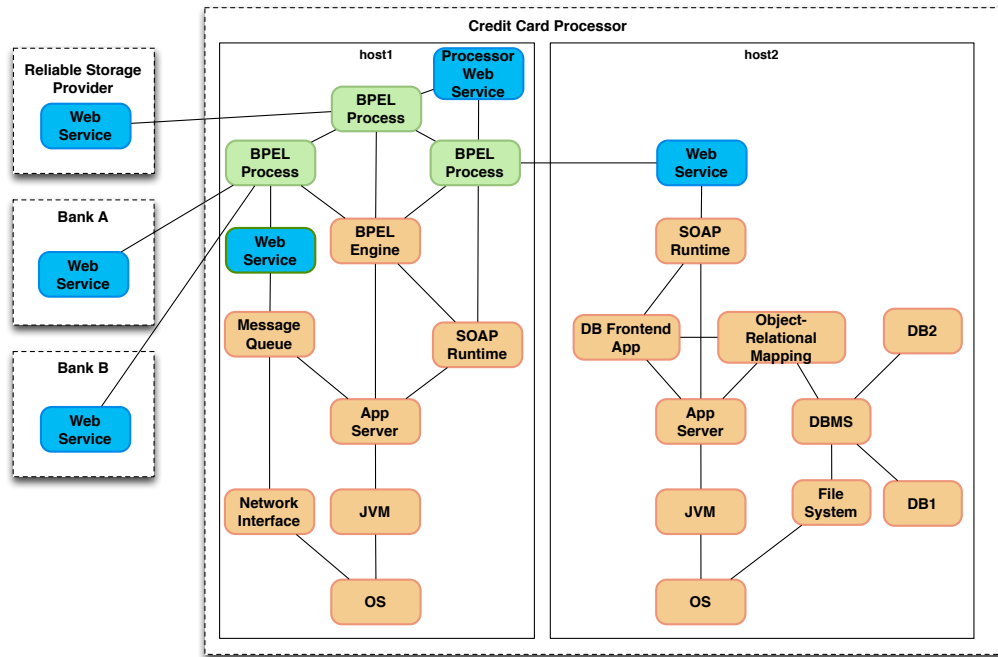 Credit Card Processor
host1
host2
Reliable Storage
Provider
Web
Service
Processor
Web
Service
BPEL
Process
BPEL
Process
BPEL
Process
Web
Service
Bank A
Web
Service
Web
Service
BPEL
Engine
SOAP
Runtime
Message
Queue
SOAP
Runtime
DB Frontend
App
Object-
Relational
Mapping
DB2
Bank B
Web
Service
App
Server
App
Server
DBMS
Network
Interface
JVM
JVM
File
System
DB1
OS
OS